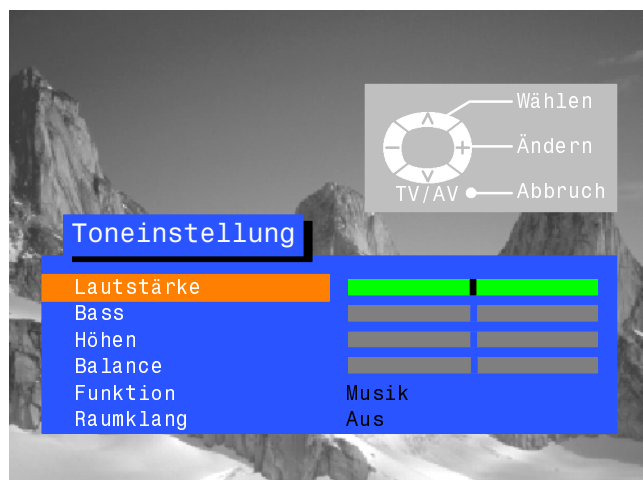 Wählen
Ändern
TV/AV Abbruch
Toneinstellung
Lautstärke
Bass
Höhen
Balance
Funktion Musik
Raumklang Aus